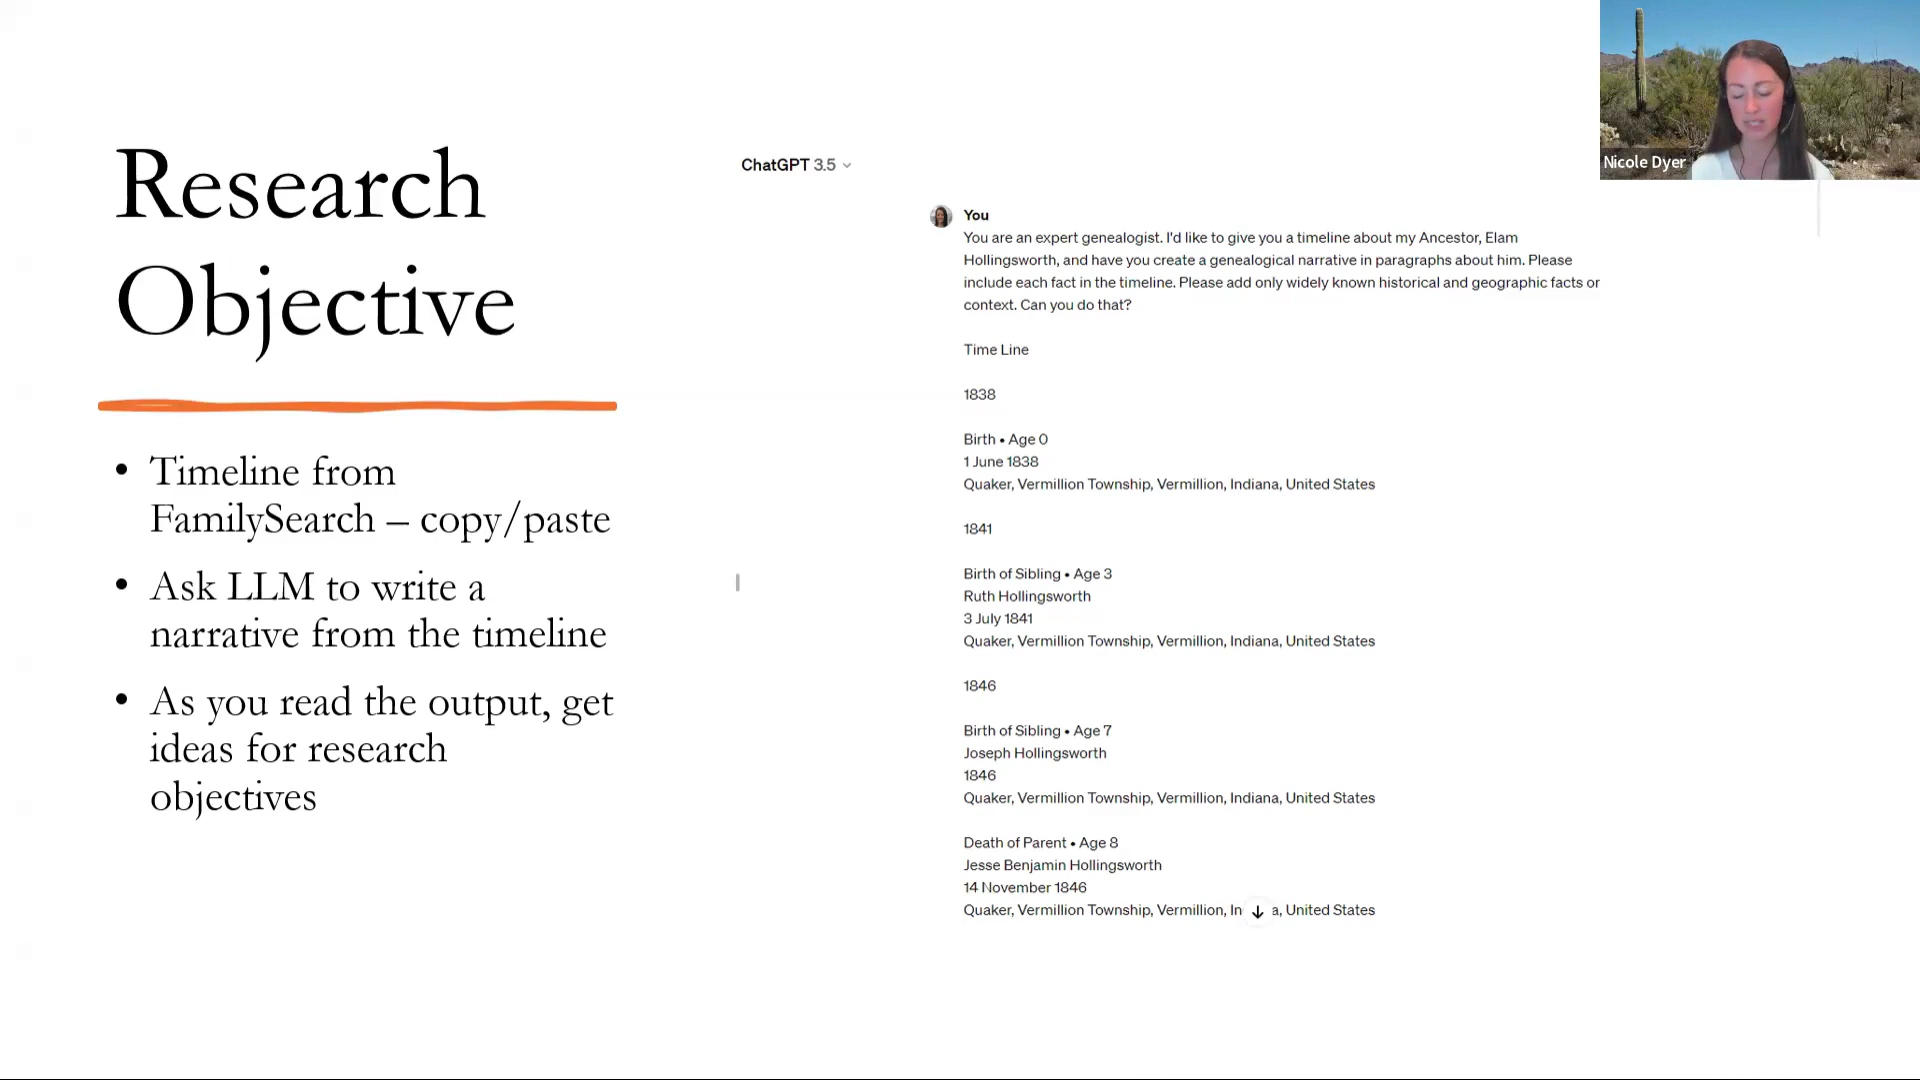 Research
Objective
• Timeline from
FamilySearch – copy/paste
• Ask LLM to write a
narrative from the timeline
• As you read the output, get
ideas for research
objectives
ChatGPT 3.5
You
You are an expert genealogist. I'd like to give you a timeline about my Ancestor, Elam
Hollingsworth, and have you create a genealogical narrative in paragraphs about him. Please
include each fact in the timeline. Please add only widely known historical and geographic facts or
context. Can you do that?
Time Line
1838
Birth • Age 0
1 June 1838
Quaker, Vermillion Township, Vermillion, Indiana, United States
1841
Birth of Sibling • Age 3
Ruth Hollingsworth
3 July 1841
Quaker, Vermillion Township, Vermillion, Indiana, United States
1846
Birth of Sibling • Age 7
Joseph Hollingsworth
1846
Quaker, Vermillion Township, Vermillion, Indiana, United States
Death of Parent • Age 8
Jesse Benjamin Hollingsworth
14 November 1846
Quaker, Vermillion Township, Vermillion, In a, United States
Nicole Dyer